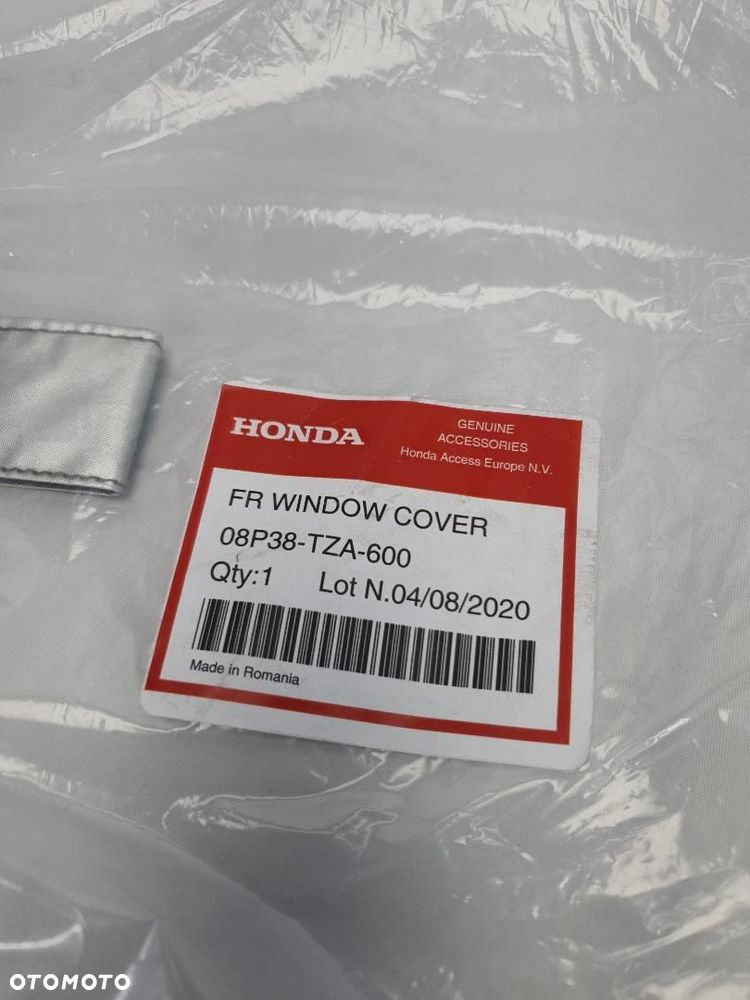 HONDA
GENUINE
ACCESSORIES
Honda Access Europe N.V.
FR WINDOW COVER
08P38-TZA-600
Qty:1 Lot N.04/08/2020
Made in Romania
OTOMOTO